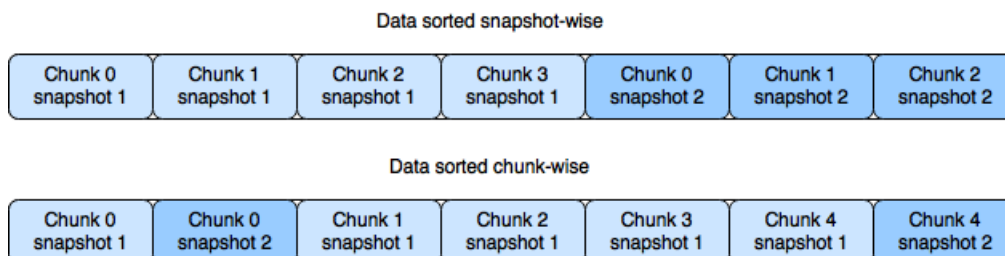 Data sorted snapshot-wise
Chunk 0 Chunk 1 Chunk 2 Chunk 3 Chunk 0 Chunk 1 Chunk 2
snapshot 1 snapshot 1 snapshot 1 snapshot 1 snapshot 2 snapshot 2 snapshot 2
Data sorted chunk-wise
Chunk 0 Chunk 0 Chunk 1 Chunk 2 Chunk 3 Chunk 4 Chunk 4
snapshot 1 snapshot 2 snapshot 1 snapshot 1 snapshot 1 snapshot 1 snapshot 2